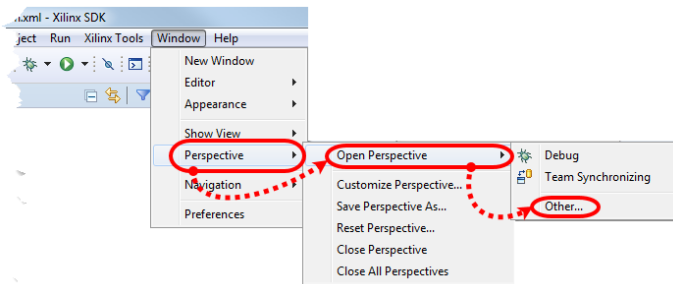 n.xml - Xilinx SDK
ject Run Xilinx Tools Window Help
New Window
Editor
Appearance
Show View
Perspective
Navigation
Preferences
Open Perspective
Customize Perspective...
Save Perspective As...
Reset Perspective...
Close Perspective
Close All Perspectives
Debug
Team Synchronizing
Other...